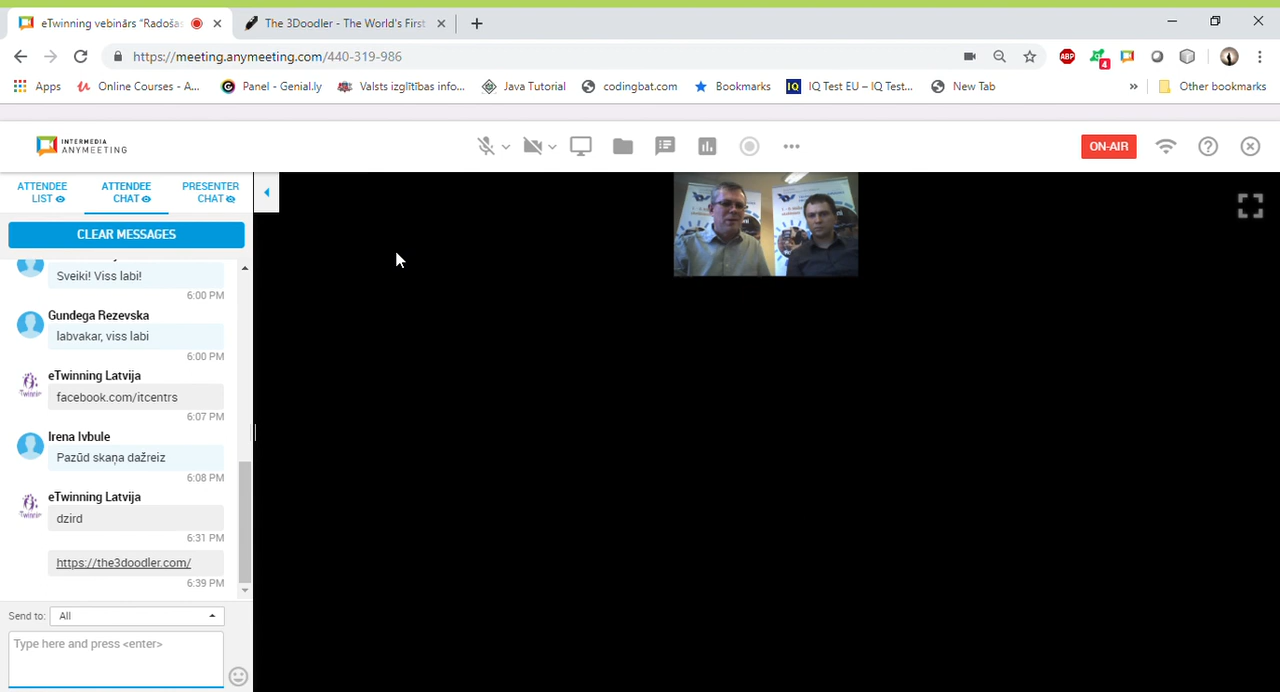 eTwinning vebinārs "Radošas
The 3Doodler - The World's First
https://meeting.anymeeting.com/440-319-986
ABP
4
Apps
Online Courses - A...
Panel - Genial.ly
Valsts izglītības info...
Java Tutorial
codingbat.com
Bookmarks
IQ
IQ Test EU – IQ Test...
New Tab
»
Other bookmarks
INTERMEDIA
ANYMEETING
ON-AIR
ATTENDEE
LIST
ATTENDEE
CHAT
PRESENTER
CHAT
CLEAR MESSAGES
Sveiki! Viss labi!
6:00 PM
Gundega Rezevska
labvakar, viss labi
6:00 PM
eTwinning Latvija
facebook.com/itcentrs
6:07 PM
Irena Ivbule
Pazūd skaņa dažreiz
6:08 PM
eTwinning Latvija
dzird
6:31 PM
https://the3doodler.com/
6:39 PM
Send to: All
Type here and press <enter>